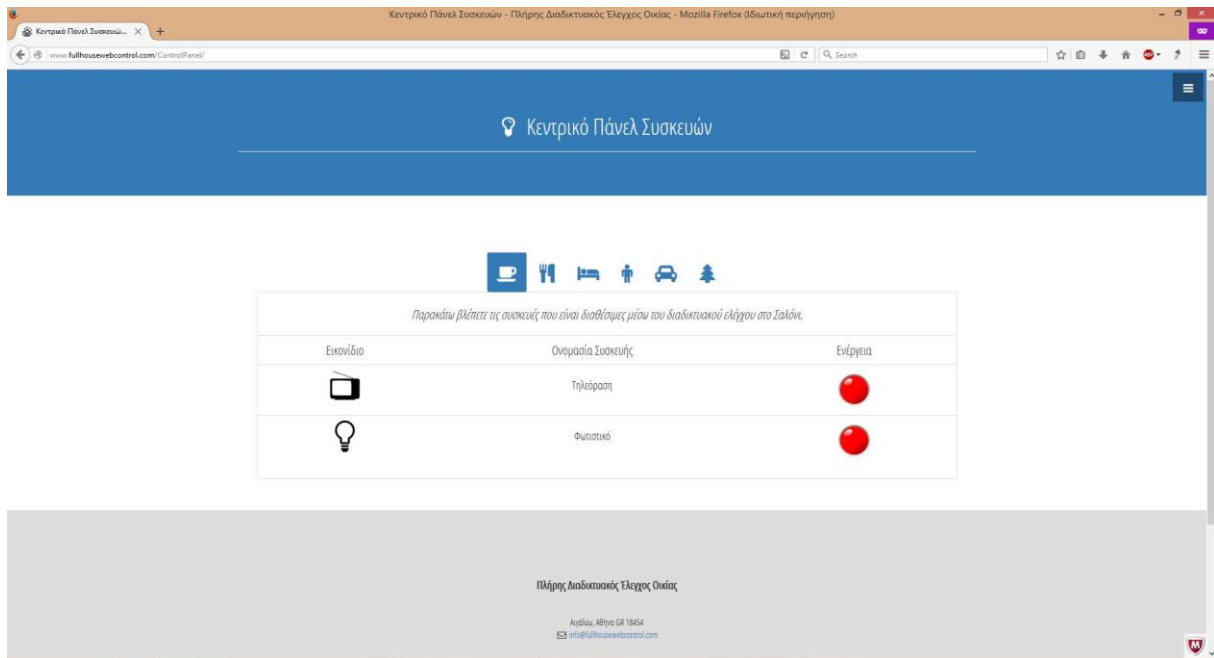 Κεντρικό Πάνελ Συσκευών - Πλήρης Διαδικτυακός Έλεγχος Οικίας - Mozilla Firefox (Ιδιωτική περιήγηση)
Κεντρικό Πάνελ Συσκευώ...
www.fullhousewebcontrol.com/ControlPanel/
Search
ABP
Κεντρικό Πάνελ Συσκευών
Παρακάτω βλέπετε τις συσκευές που είναι διαθέσιμες μέσω του διαδικτυακού ελέγχου στο Σαλόνι.
Εικονίδιο Ονομασία Συσκευής Ενέργεια
Τηλεόραση
Φωτιστικό
Πλήρης Διαδικτυακός Έλεγχος Οικίας
Αιγάλεω, Αθήνα GR 18454
info@fullhousewebcontrol.com